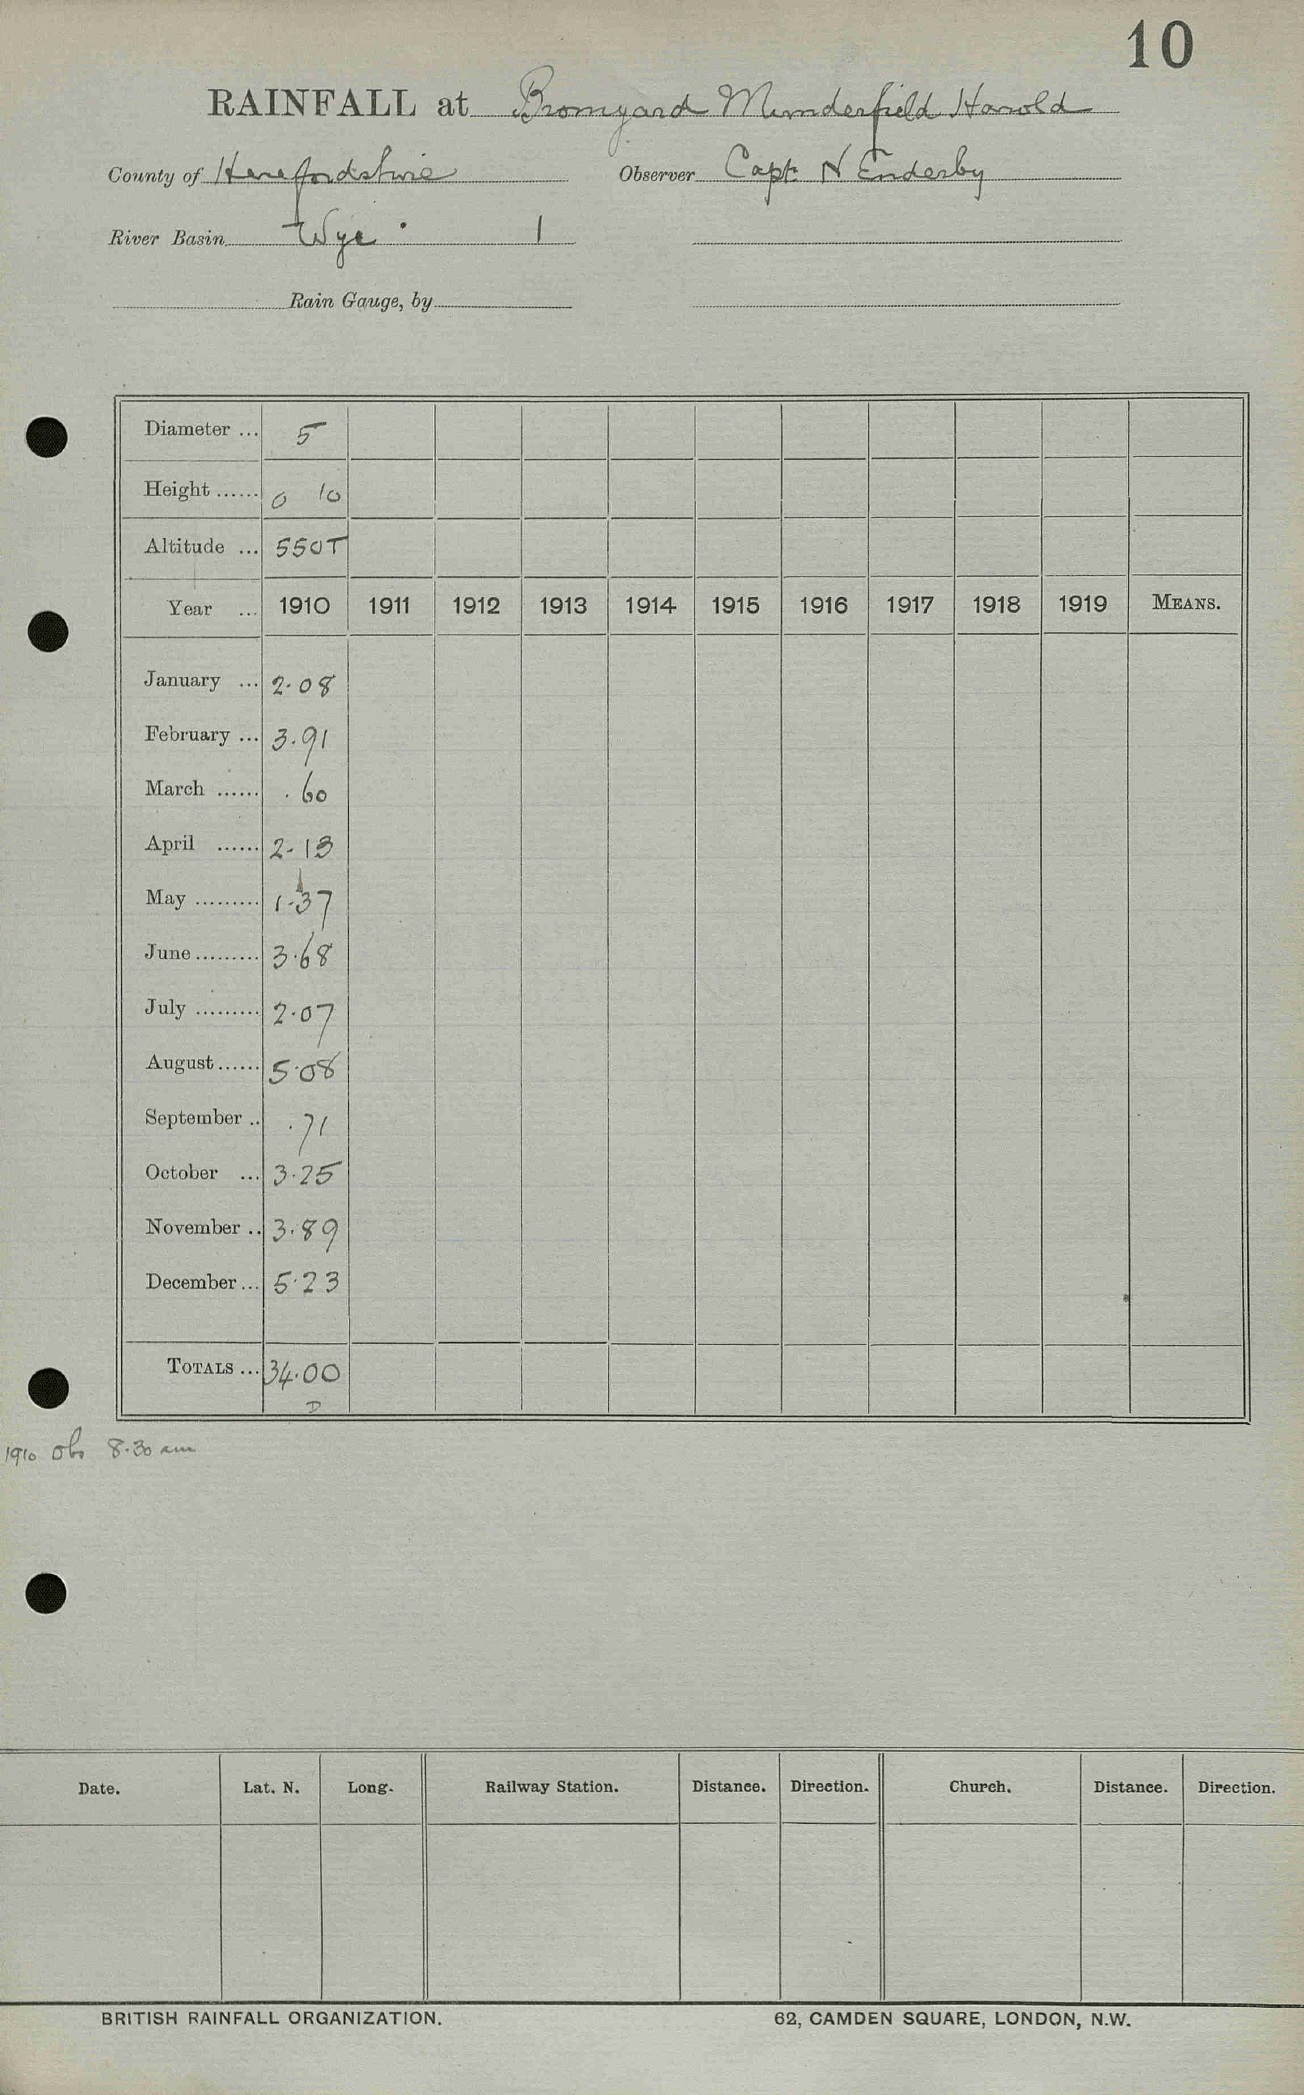 10
RAINFALL at Bromyard Munderfield Harold
County of Herefordshire Observer Capt. N Enderby
River Basin Wye 1
Rain Gauge, by
Diameter ... 5
Height ...... 0 10
Altitude ... 550T
Year ... 1910 1911 1912 1913 1914 1915 1916 1917 1918 1919 MEANS.
January ... 2.08
February ... 3.91
March ...... .60
April ...... 2.13
May ......... 1.37
June ......... 3.68
July ......... 2.07
August ...... 5.08
September .. .71
October ... 3.25
November .. 3.89
December ... 5.23
TOTALS ... 34.00
D
1910 obs 8.30 am
Date. Lat. N. Long. Railway Station. Distance. Direction. Church. Distance. Direction.
BRITISH RAINFALL ORGANIZATION. 62, CAMDEN SQUARE, LONDON, N.W.